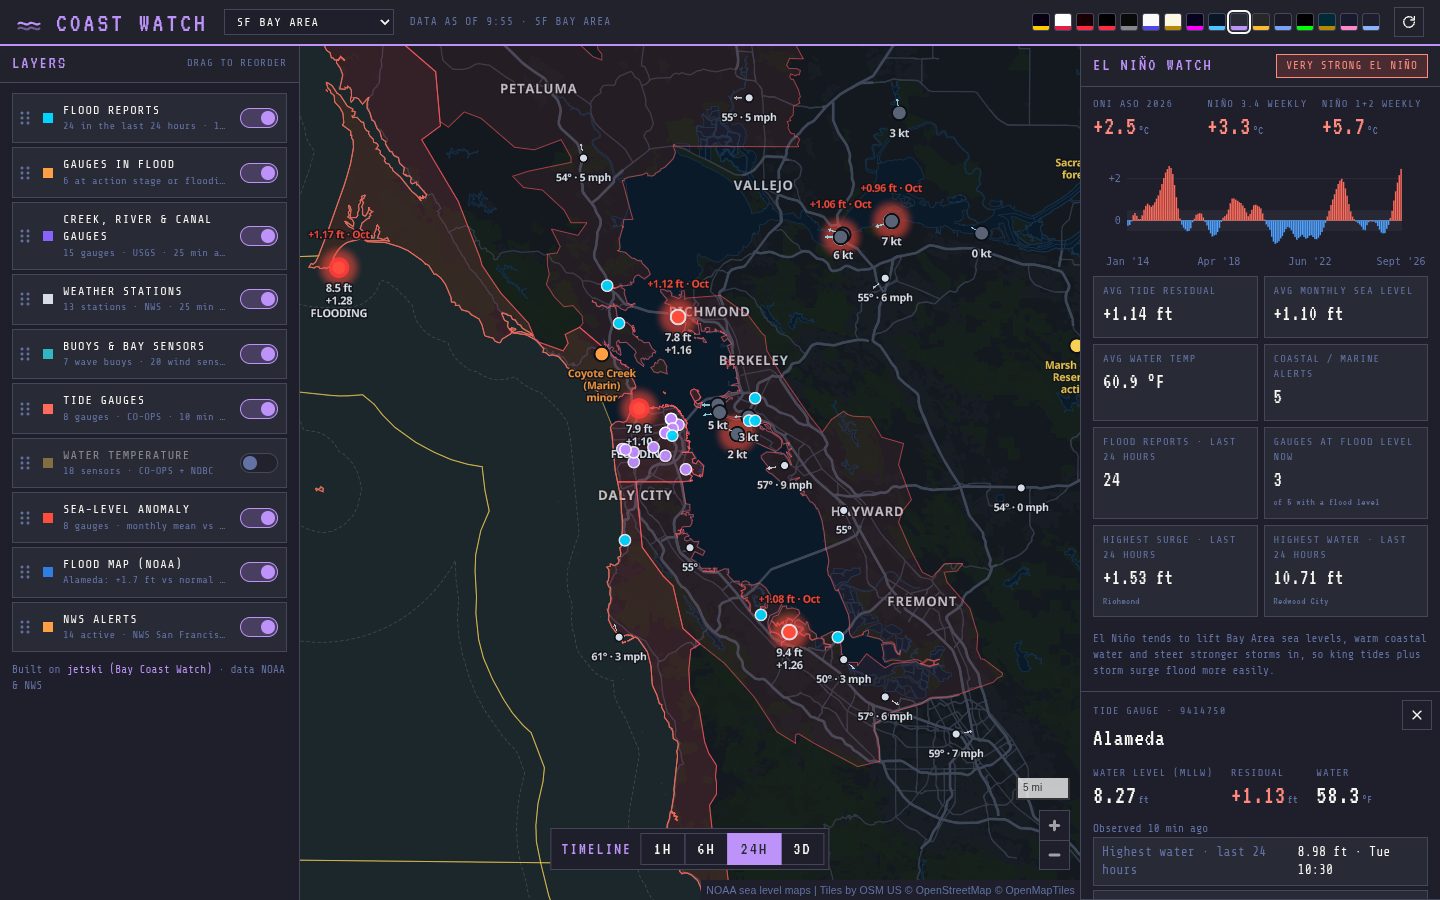 COAST WATCH
SF BAY AREA
DATA AS OF 9:55 · SF BAY AREA
LAYERS
DRAG TO REORDER
FLOOD REPORTS
24 in the last 24 hours · 1…
GAUGES IN FLOOD
6 at action stage or floodi…
CREEK, RIVER & CANAL
GAUGES
15 gauges · USGS · 25 min a…
WEATHER STATIONS
13 stations · NWS · 25 min …
BUOYS & BAY SENSORS
7 wave buoys · 20 wind sens…
TIDE GAUGES
8 gauges · CO-OPS · 10 min …
WATER TEMPERATURE
18 sensors · CO-OPS + NDBC
SEA-LEVEL ANOMALY
8 gauges · monthly mean vs …
FLOOD MAP (NOAA)
Alameda: +1.7 ft vs normal …
NWS ALERTS
14 active · NWS San Francis…
Built on jetski (Bay Coast Watch) · data NOAA
& NWS
PETALUMA
55° · 5 mph
3 kt
54° · 5 mph
VALLEJO
Sacra
fore
+0.96 ft · Oct
+1.06 ft · Oct
7 kt
6 kt
0 kt
+1.17 ft · Oct
8.5 ft
+1.28
FLOODING
55° · 6 mph
+1.12 ft · Oct
RICHMOND
7.8 ft
+1.16
BERKELEY
Coyote Creek
(Marin)
minor
Marsh
Reser
acti
7.9 ft
+1.10
5 kt
3 kt
2 kt
57° · 9 mph
DALY CITY
54° · 0 mph
HAYWARD
55°
55°
+1.08 ft · Oct
FREMONT
9.4 ft
+1.26
61° · 3 mph
50° · 3 mph
57° · 6 mph
59° · 7 mph
5 mi
+
−
TIMELINE
1H
6H
24H
3D
NOAA sea level maps | Tiles by OSM US © OpenStreetMap © OpenMapTiles
EL NIÑO WATCH
VERY STRONG EL NIÑO
ONI ASO 2026
NIÑO 3.4 WEEKLY
NIÑO 1+2 WEEKLY
+2.5 °C
+3.3 °C
+5.7 °C
+2
0
Jan '14
Apr '18
Jun '22
Sept '26
AVG TIDE RESIDUAL
+1.14 ft
AVG MONTHLY SEA LEVEL
+1.10 ft
AVG WATER TEMP
60.9 °F
COASTAL / MARINE
ALERTS
5
FLOOD REPORTS · LAST
24 HOURS
24
GAUGES AT FLOOD LEVEL
NOW
3
of 5 with a flood level
HIGHEST SURGE · LAST
24 HOURS
+1.53 ft
Richmond
HIGHEST WATER · LAST
24 HOURS
10.71 ft
Redwood City
El Niño tends to lift Bay Area sea levels, warm coastal
water and steer stronger storms in, so king tides plus
storm surge flood more easily.
TIDE GAUGE · 9414750
Alameda
WATER LEVEL (MLLW)
RESIDUAL
WATER
8.27 ft
+1.13 ft
58.3 °F
Observed 10 min ago
Highest water · last 24
hours
8.98 ft · Tue
10:30